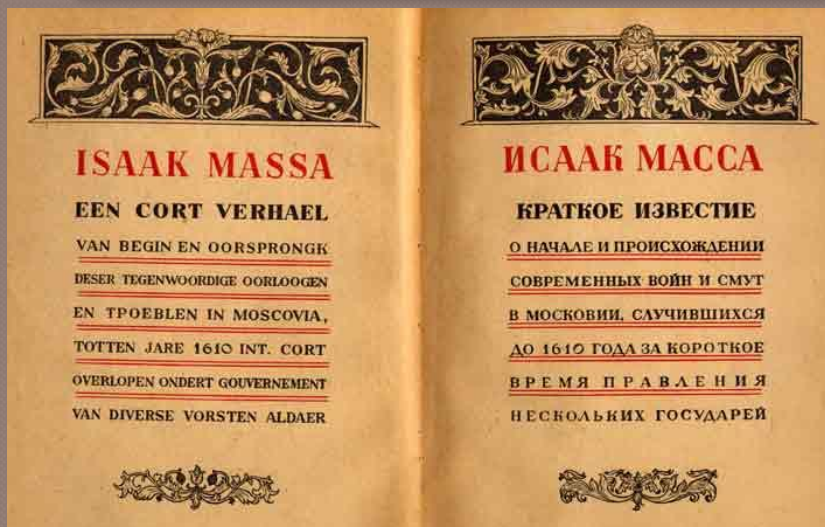 ISAAK MASSA
EEN CORT VERHAEL
VAN BEGIN EN OORSPRONGK
DESER TEGENWOORDIGE OORLOOGEN
EN TPOEBLEN IN MOSCOVIA,
TOTTEN JARE 1610 INT. CORT
OVERLOPEN ONDERT GOUVERNEMENT
VAN DIVERSE VORSTEN ALDAER
ИСААК МАССА
КРАТКОЕ ИЗВЕСТИЕ
О НАЧАЛЕ И ПРОИСХОЖДЕНИИ
СОВРЕМЕННЫХ ВОЙН И СМУТ
В МОСКОВИИ, СЛУЧИВШИХСЯ
ДО 1610 ГОДА ЗА КОРОТКОЕ
ВРЕМЯ ПРАВЛЕНИЯ
НЕСКОЛЬКИХ ГОСУДАРЕЙ